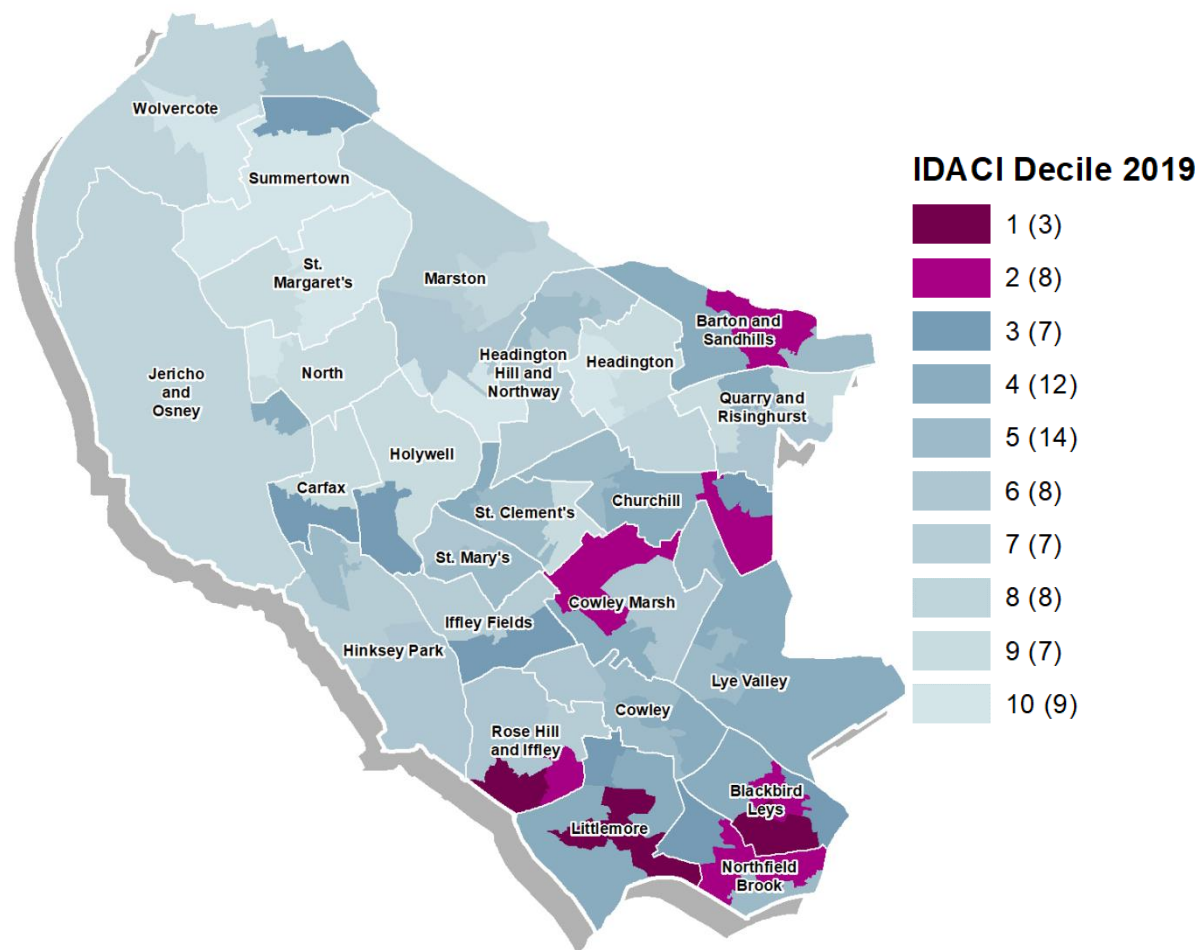 Wolvercote
Summertown
St.
Margaret's
Marston
Barton and
Sandhills
Headington
Hill and
Northway
Headington
North
Jericho
and
Osney
Quarry and
Risinghurst
Holywell
Carfax
Churchill
St. Clement's
St. Mary's
Cowley Marsh
Iffley Fields
Hinksey Park
Lye Valley
Cowley
Rose Hill
and Iffley
Blackbird
Leys
Littlemore
Northfield
Brook
IDACI Decile 2019
1 (3)
2 (8)
3 (7)
4 (12)
5 (14)
6 (8)
7 (7)
8 (8)
9 (7)
10 (9)